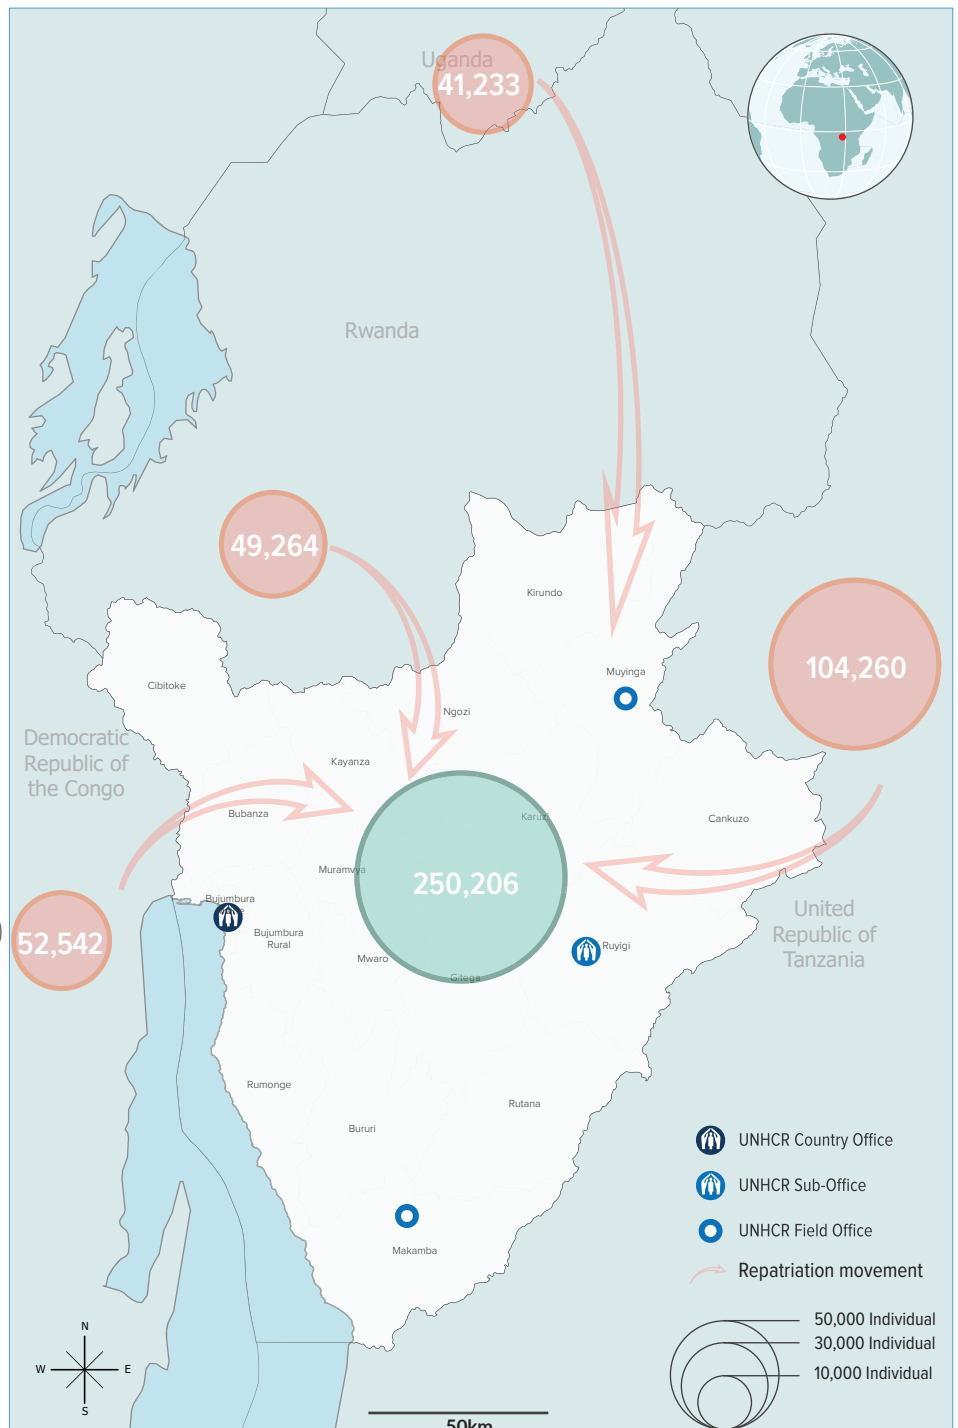 Uganda
41,233
Rwanda
49,264
Kirundo
104,260
Muyinga
Cibitoke
Ngozi
Democratic
Republic of
the Congo
Kayanza
Bubanza
Karuzi
Cankuzo
Muramvya
250,206
Bujumbura
52,542
Bujumbura
Rural
Mwaro
Gitega
Ruyigi
United
Republic of
Tanzania
Rumonge
Rutana
Bururi
Makamba
UNHCR Country Office
UNHCR Sub-Office
UNHCR Field Office
Repatriation movement
50,000 Individual
30,000 Individual
10,000 Individual
N
W E
S
50km